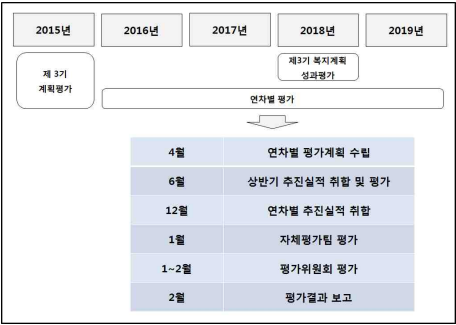 2015년 2016년 2017년 2018년 2019년
제 3기
계획평가
제3기 복지계획
성과평가
연차별 평가
4월 연차별 평가계획 수립
6월 상반기 추진실적 취합 및 평가
12월 연차별 추진실적 취합
1월 자체평가팀 평가
1~2월 평가위원회 평가
2월 평가결과 보고